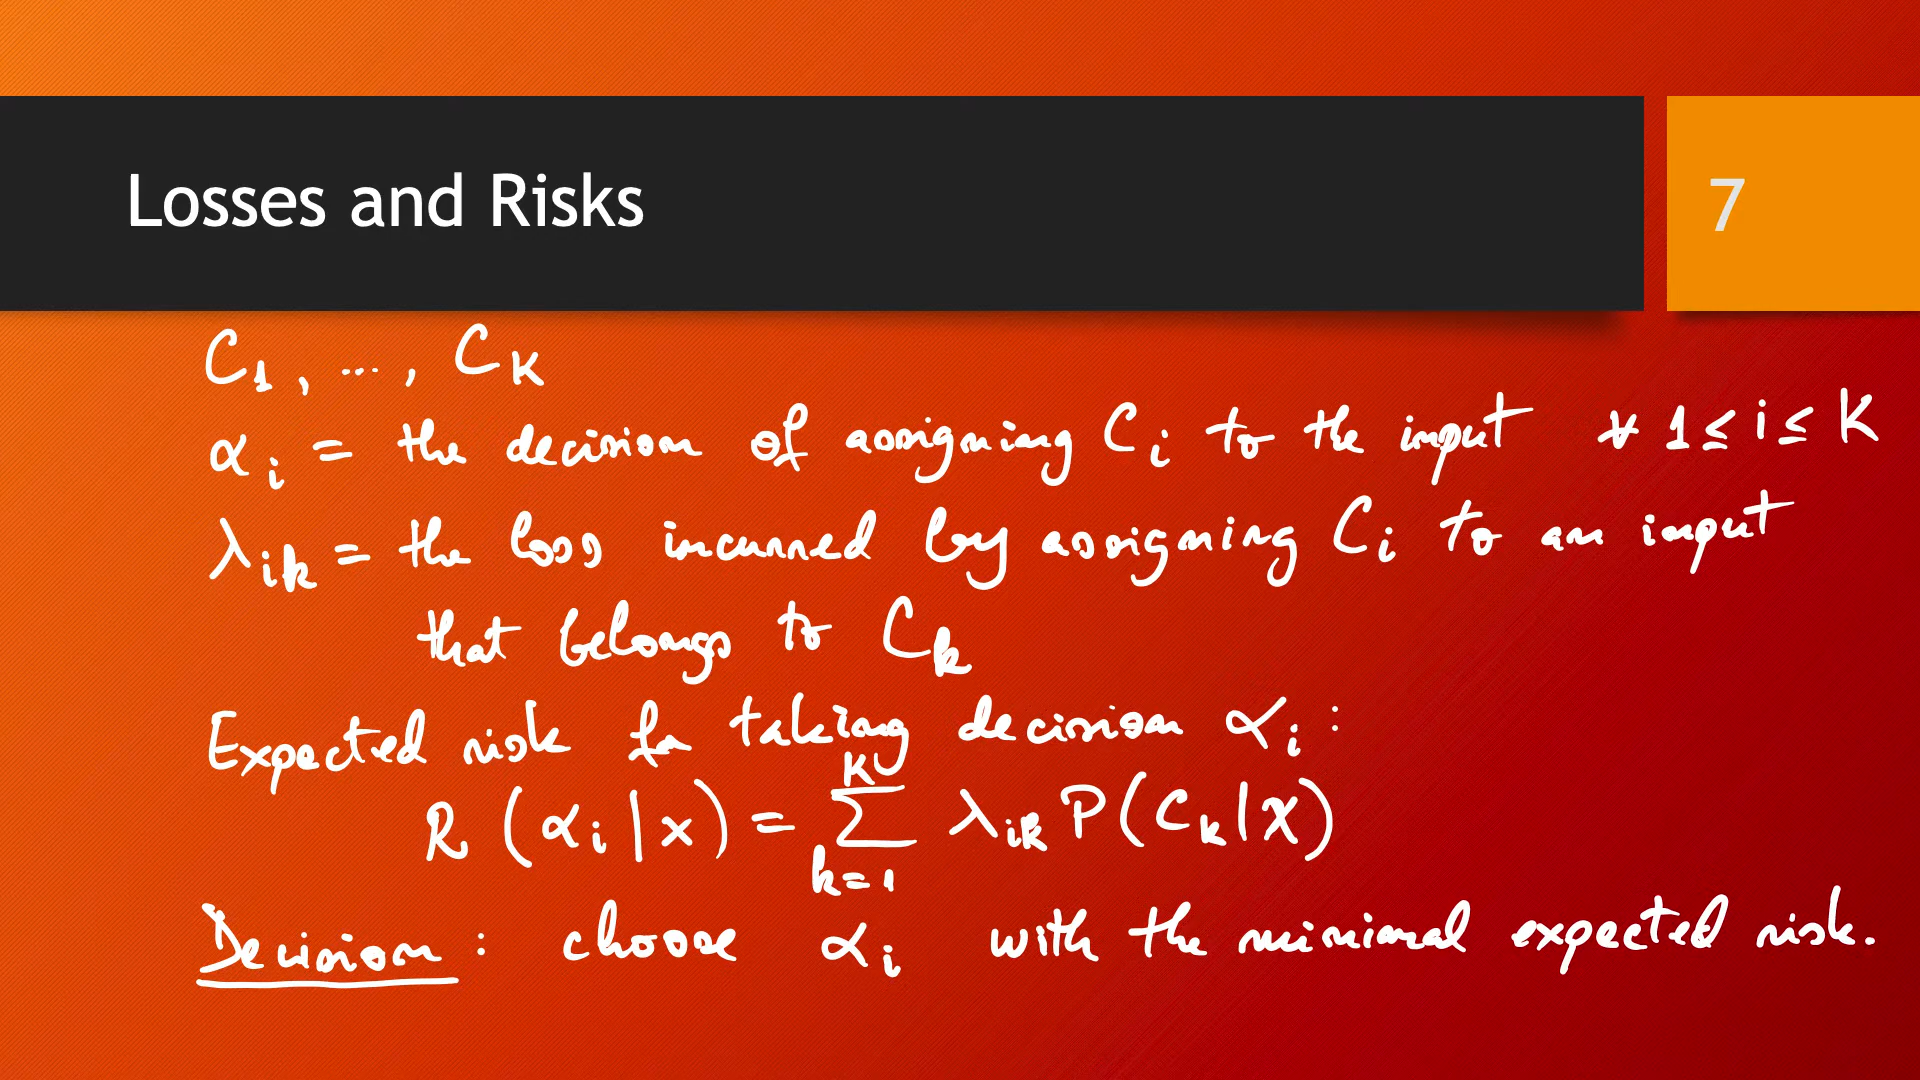 Losses and Risks
7
C₁, ..., C_K
αᵢ = the decision of assigning Cᵢ to the input ∀ 1 ≤ i ≤ K
λᵢₖ = the loss incurred by assigning Cᵢ to an input
that belongs to Cₖ
Expected risk for taking decision αᵢ :
R (αᵢ | x) = ∑_{k=1}^{K} λᵢₖ P(Cₖ | x)
Decision : choose αᵢ with the minimal expected risk.